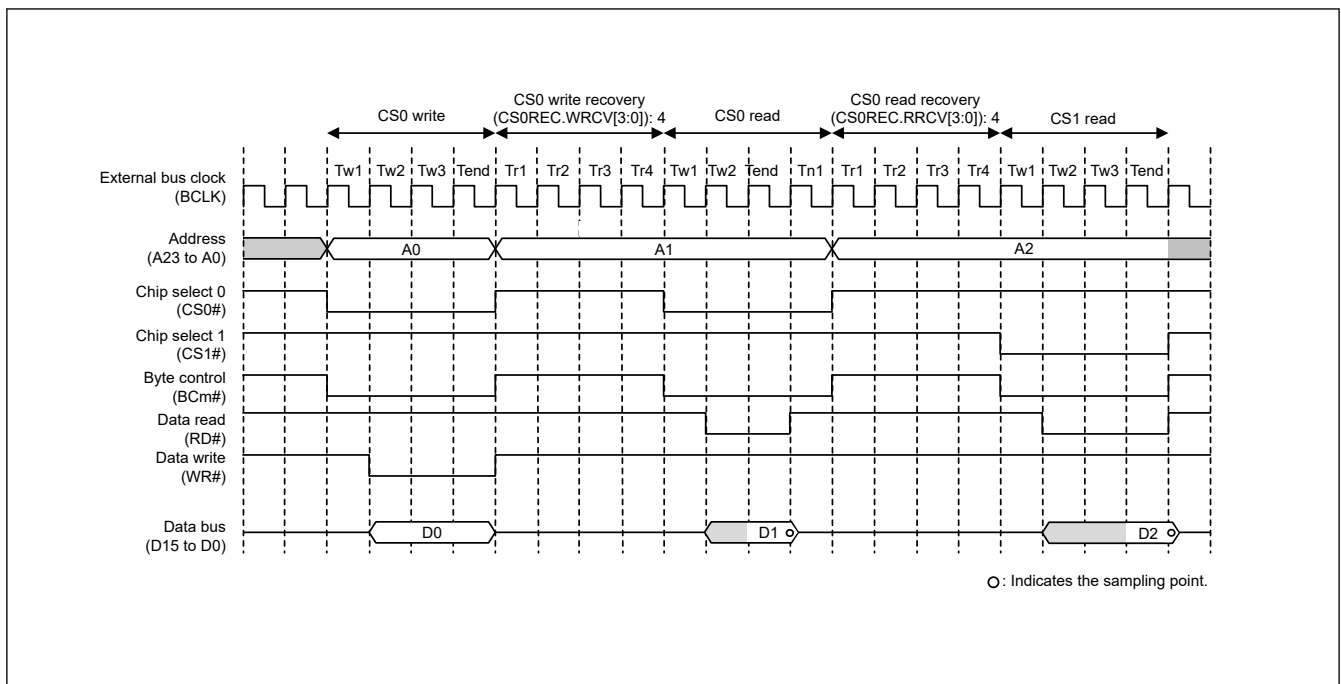 CS0 write
CS0 write recovery
(CS0REC.WRCV[3:0]): 4
CS0 read
CS0 read recovery
(CS0REC.RRCV[3:0]): 4
CS1 read
Tw1 Tw2 Tw3 Tend Tr1 Tr2 Tr3 Tr4 Tw1 Tw2 Tend Tn1 Tr1 Tr2 Tr3 Tr4 Tw1 Tw2 Tw3 Tend
External bus clock
(BCLK)
Address
(A23 to A0)
A0 A1 A2
Chip select 0
(CS0#)
Chip select 1
(CS1#)
Byte control
(BCm#)
Data read
(RD#)
Data write
(WR#)
Data bus
(D15 to D0)
D0 D1 D2
: Indicates the sampling point.